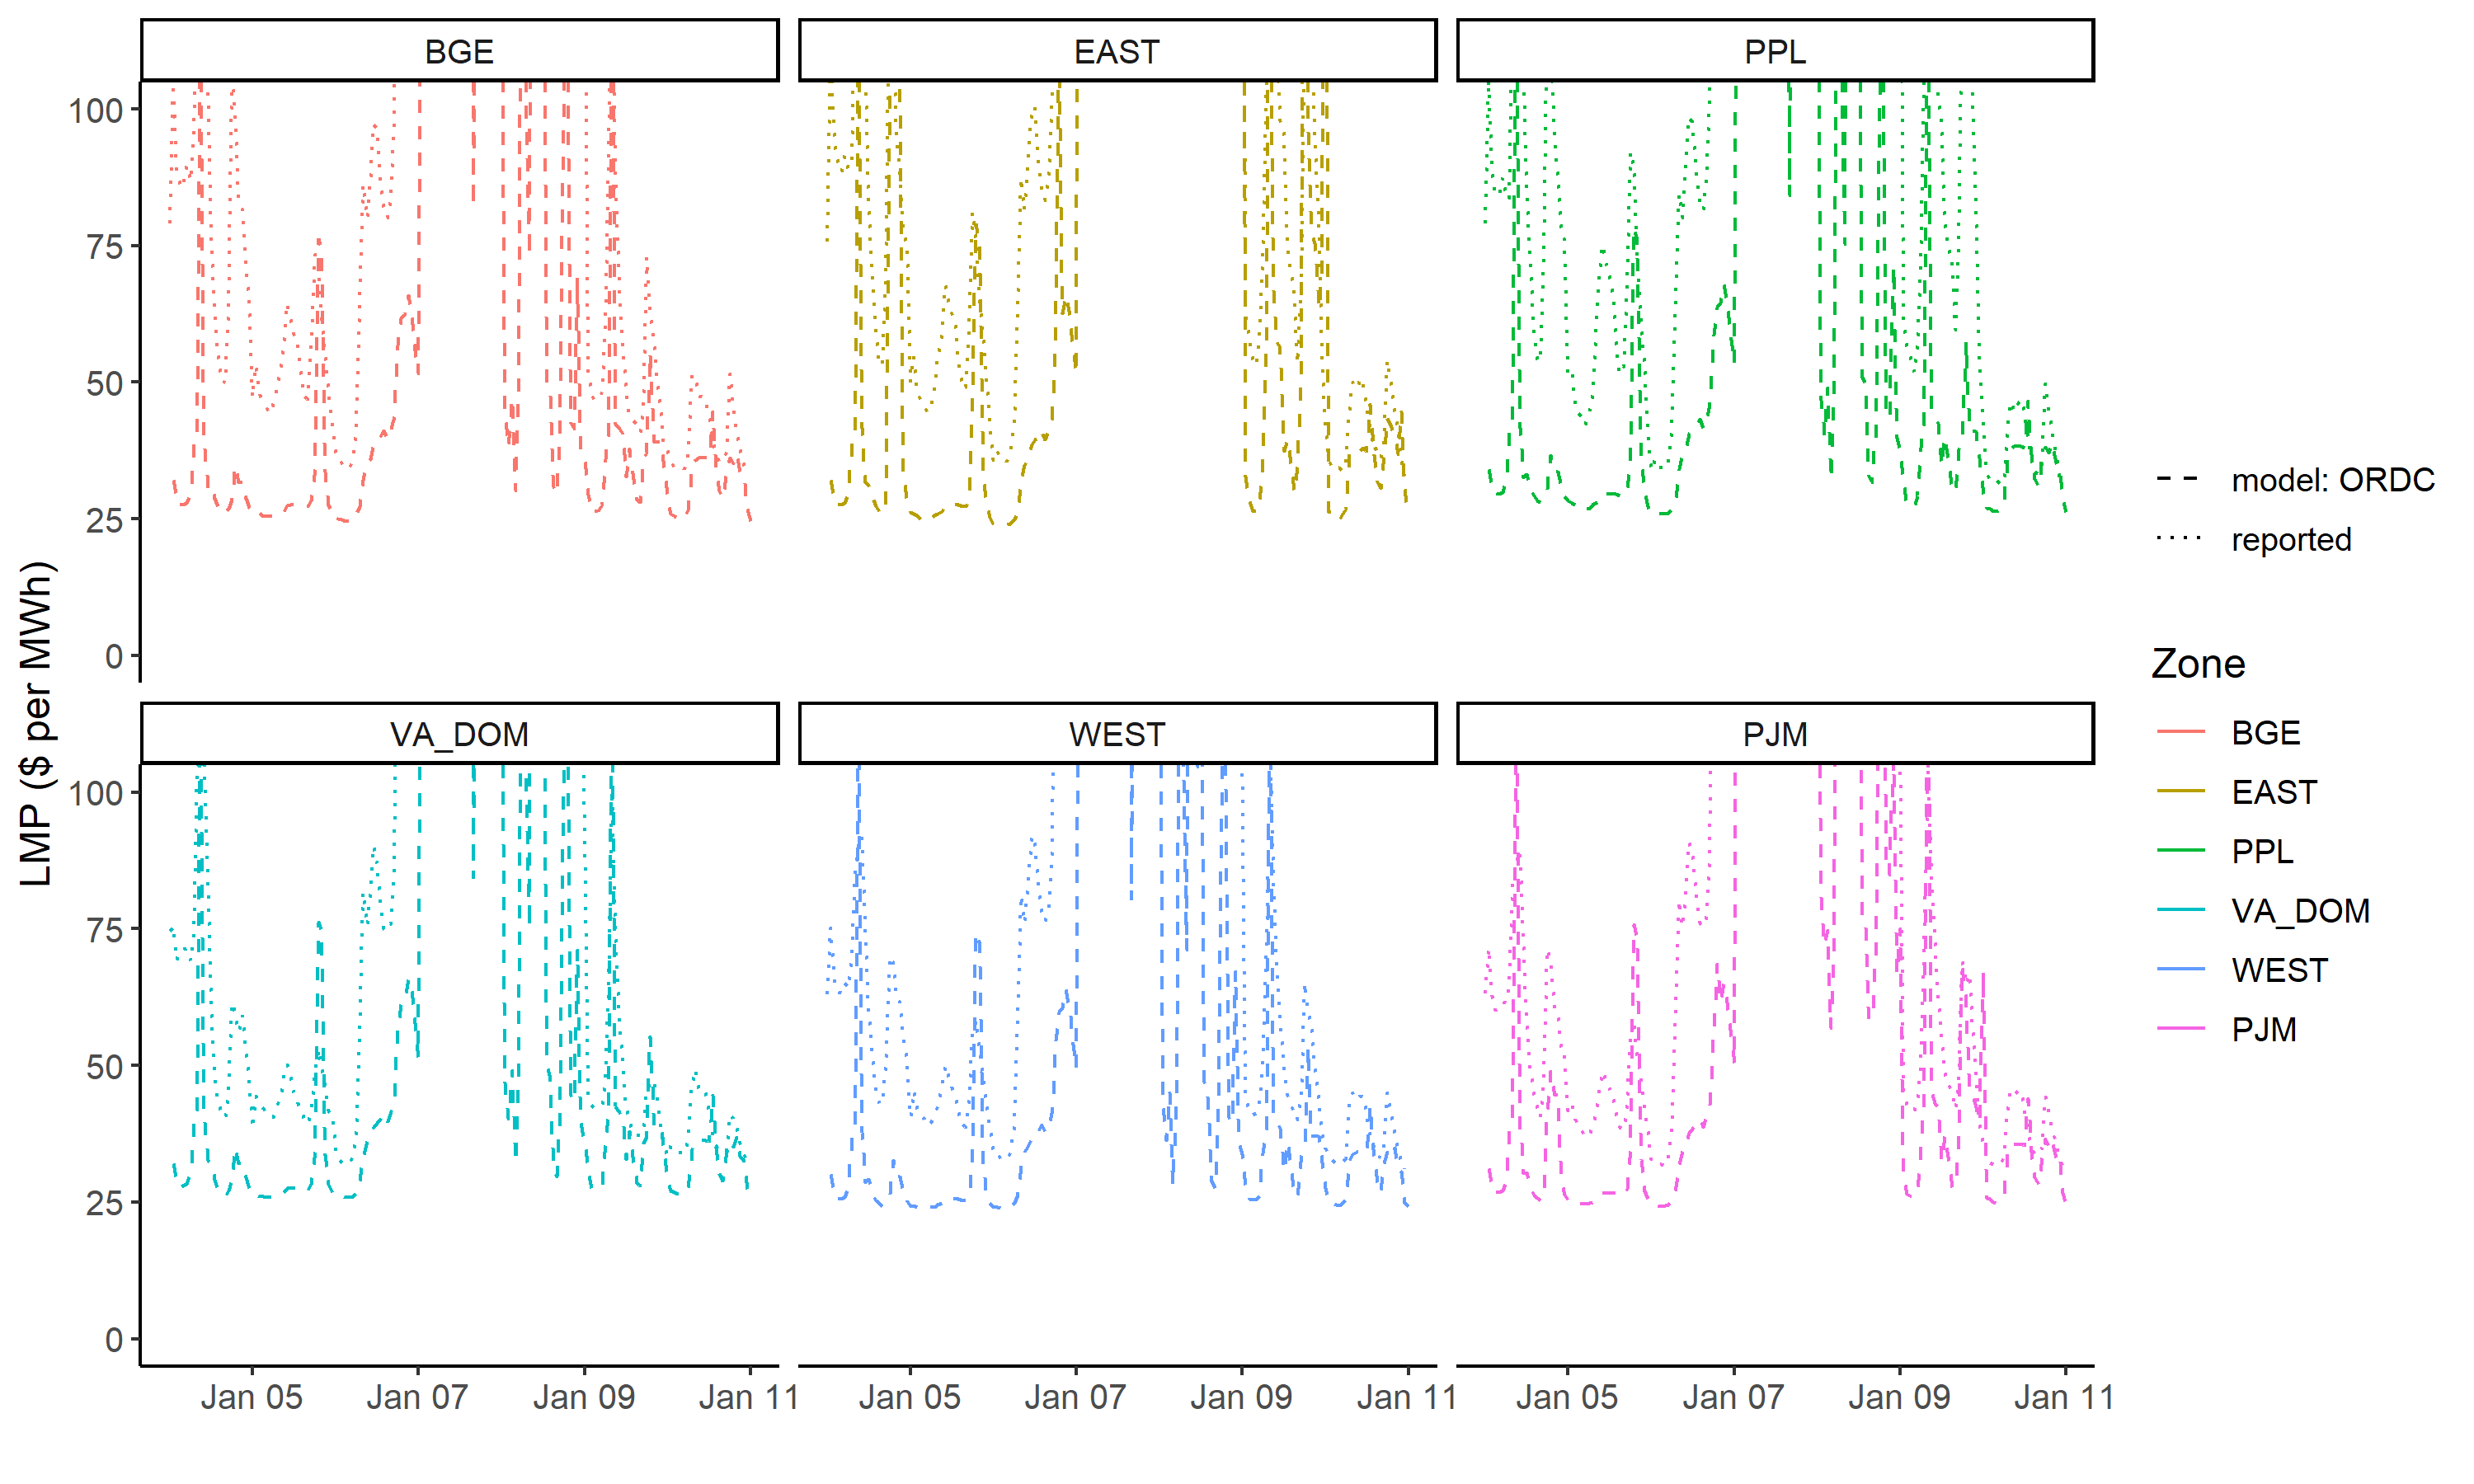 BGE EAST PPL
100
75
50
25
0
LMP ($ per MWh)
VA_DOM WEST PJM
100
75
50
25
0
Jan 05 Jan 07 Jan 09 Jan 11 Jan 05 Jan 07 Jan 09 Jan 11 Jan 05 Jan 07 Jan 09 Jan 11
model: ORDC
reported
Zone
BGE
EAST
PPL
VA_DOM
WEST
PJM